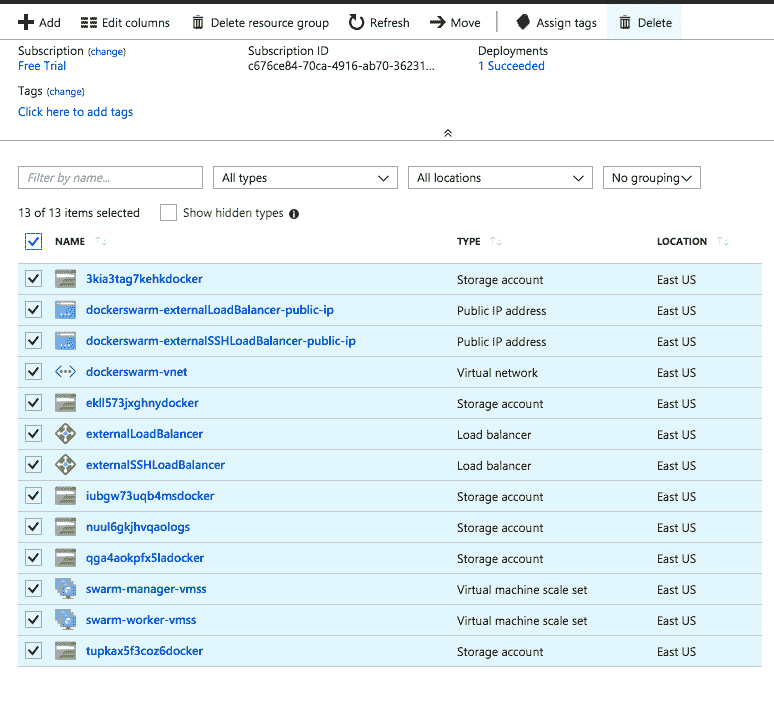 Add Edit columns Delete resource group Refresh Move Assign tags Delete
Subscription (change) Subscription ID Deployments
Free Trial c676ce84-70ca-4916-ab70-36231... 1 Succeeded
Tags (change)
Click here to add tags
Filter by name... All types All locations No grouping
13 of 13 items selected Show hidden types
NAME TYPE LOCATION
3kia3tag7kehkdocker Storage account East US
dockerswarm-externalLoadBalancer-public-ip Public IP address East US
dockerswarm-externalSSHLoadBalancer-public-ip Public IP address East US
dockerswarm-vnet Virtual network East US
ekll573jxghnydocker Storage account East US
externalLoadBalancer Load balancer East US
externalSSHLoadBalancer Load balancer East US
iubgw73uqb4msdocker Storage account East US
nuul6gkjhvqaologs Storage account East US
qga4aokpfx5ladocker Storage account East US
swarm-manager-vmss Virtual machine scale set East US
swarm-worker-vmss Virtual machine scale set East US
tupkax5f3coz6docker Storage account East US